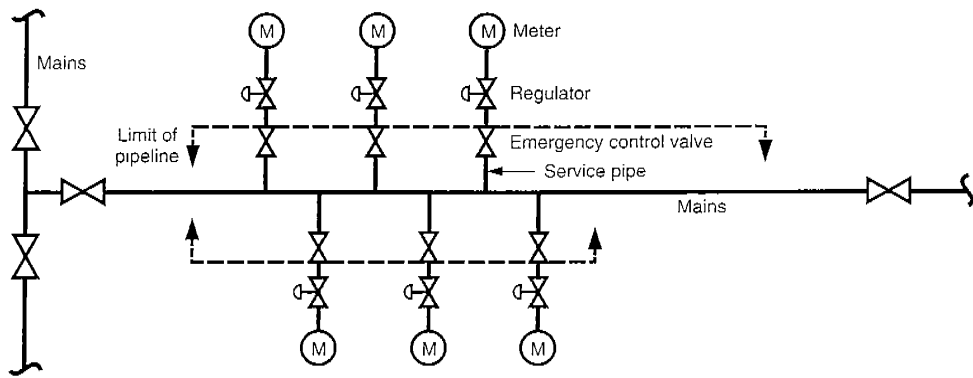 M
M
M
Meter
Mains
Regulator
Limit of
pipeline
Emergency control valve
Service pipe
Mains
M
M
M